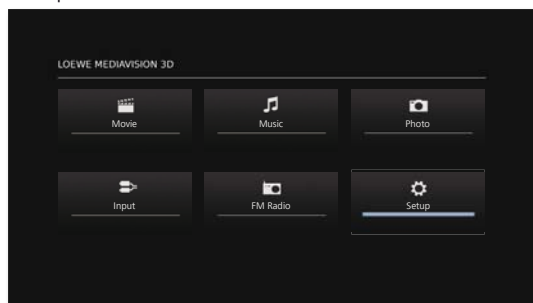 LOEWE MEDIAVISION 3D
Movie
Music
Photo
Input
FM Radio
Setup